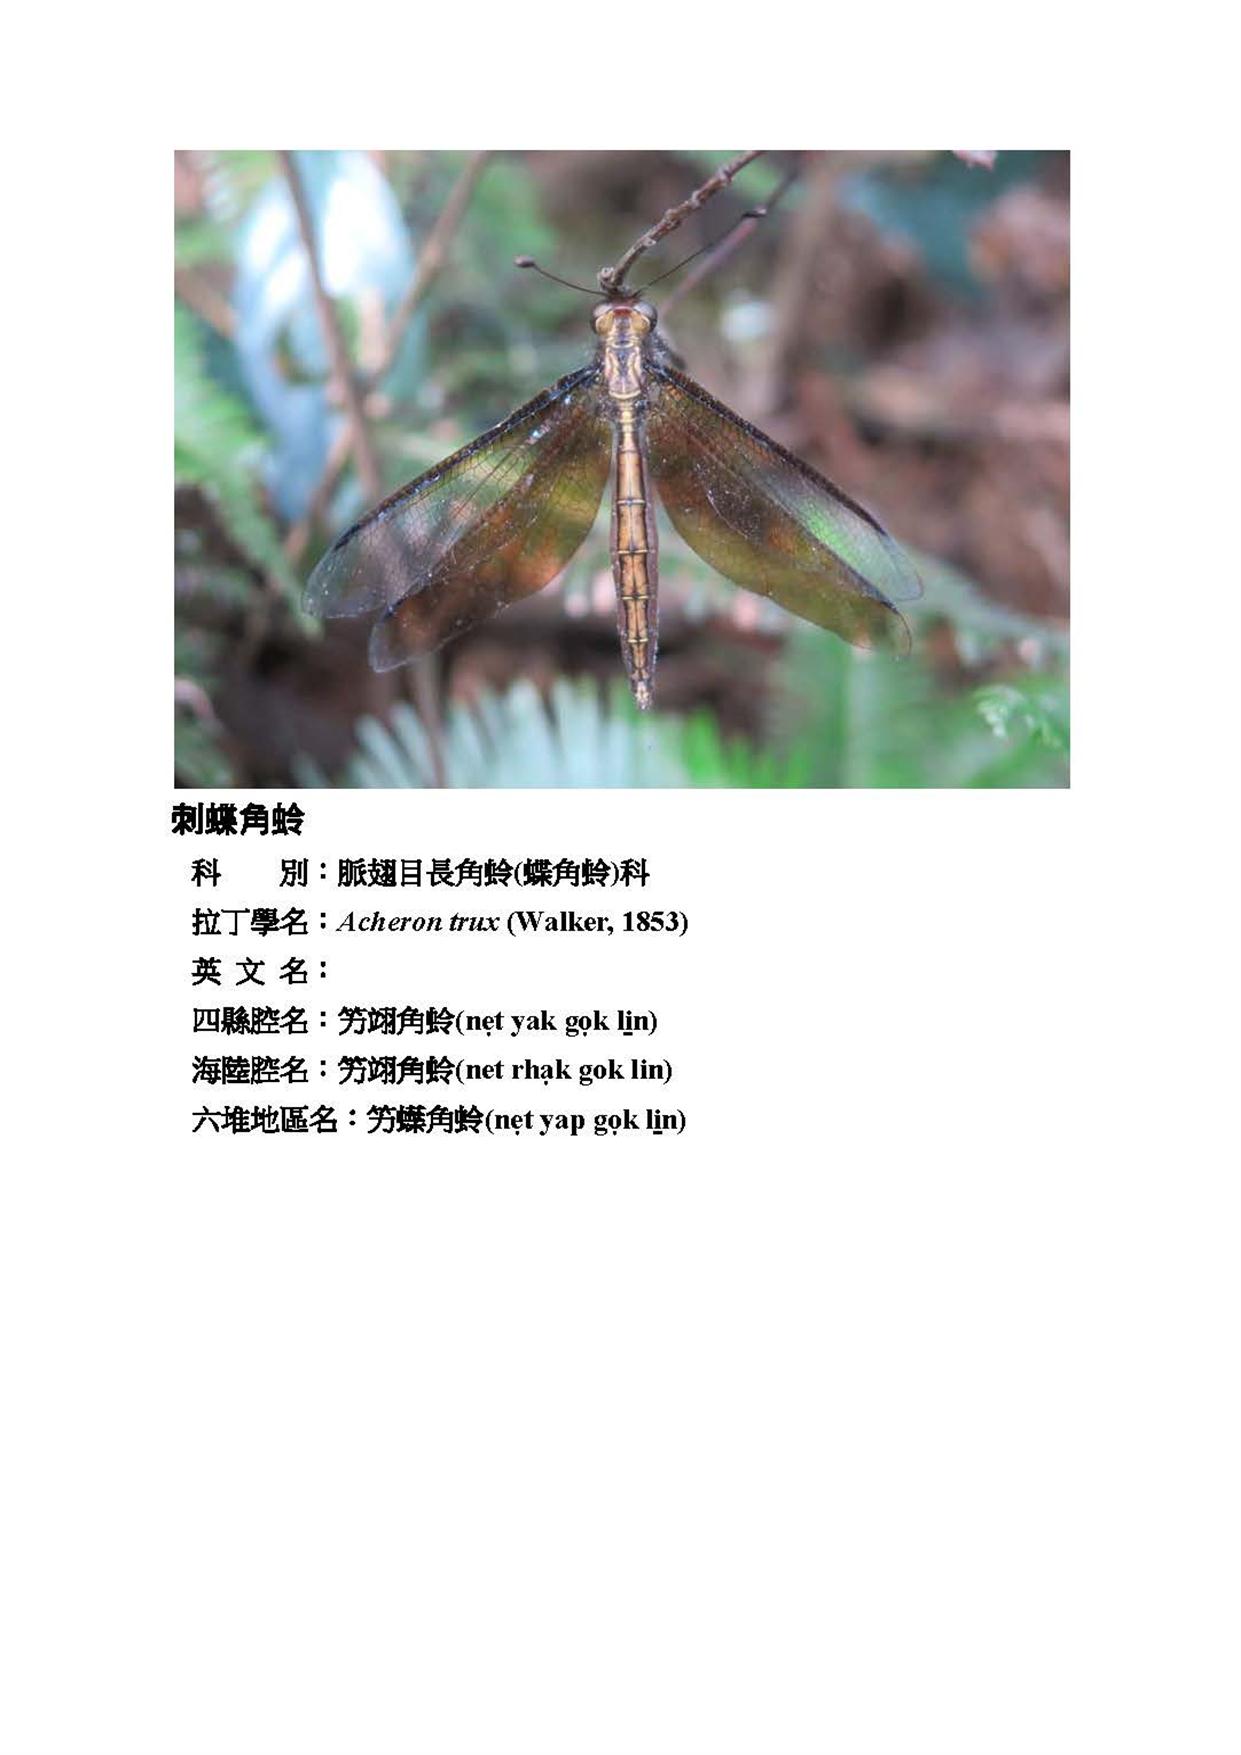 刺蝶角蛉
科　　別：脈翅目長角蛉(蝶角蛉)科
拉丁學名：Acheron trux (Walker, 1853)
英 文 名：
四縣腔名：竻翊角蛉(nẹt yak gọk li̱n)
海陸腔名：竻翊角蛉(net rhạk gok lin)
六堆地區名：竻蝶角蛉(nẹt yap gọk li̱n)